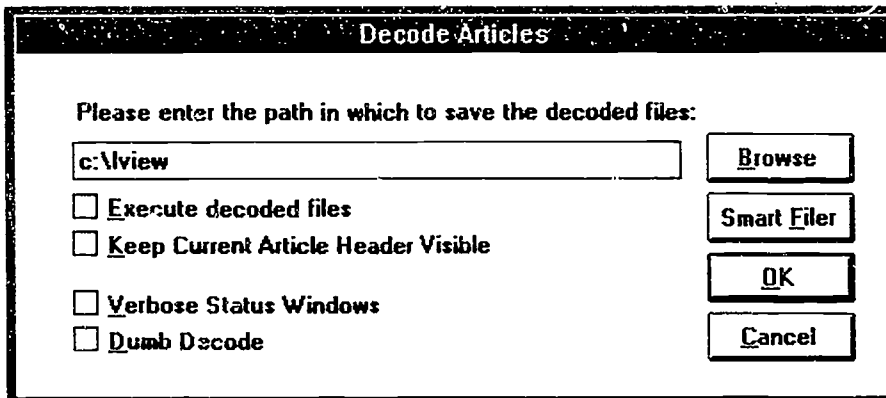 Decode Articles
Please enter the path in which to save the decoded files:
c:\lview
Browse
Execute decoded files
Smart Filer
Keep Current Article Header Visible
OK
Verbose Status Windows
Dumb Decode
Cancel